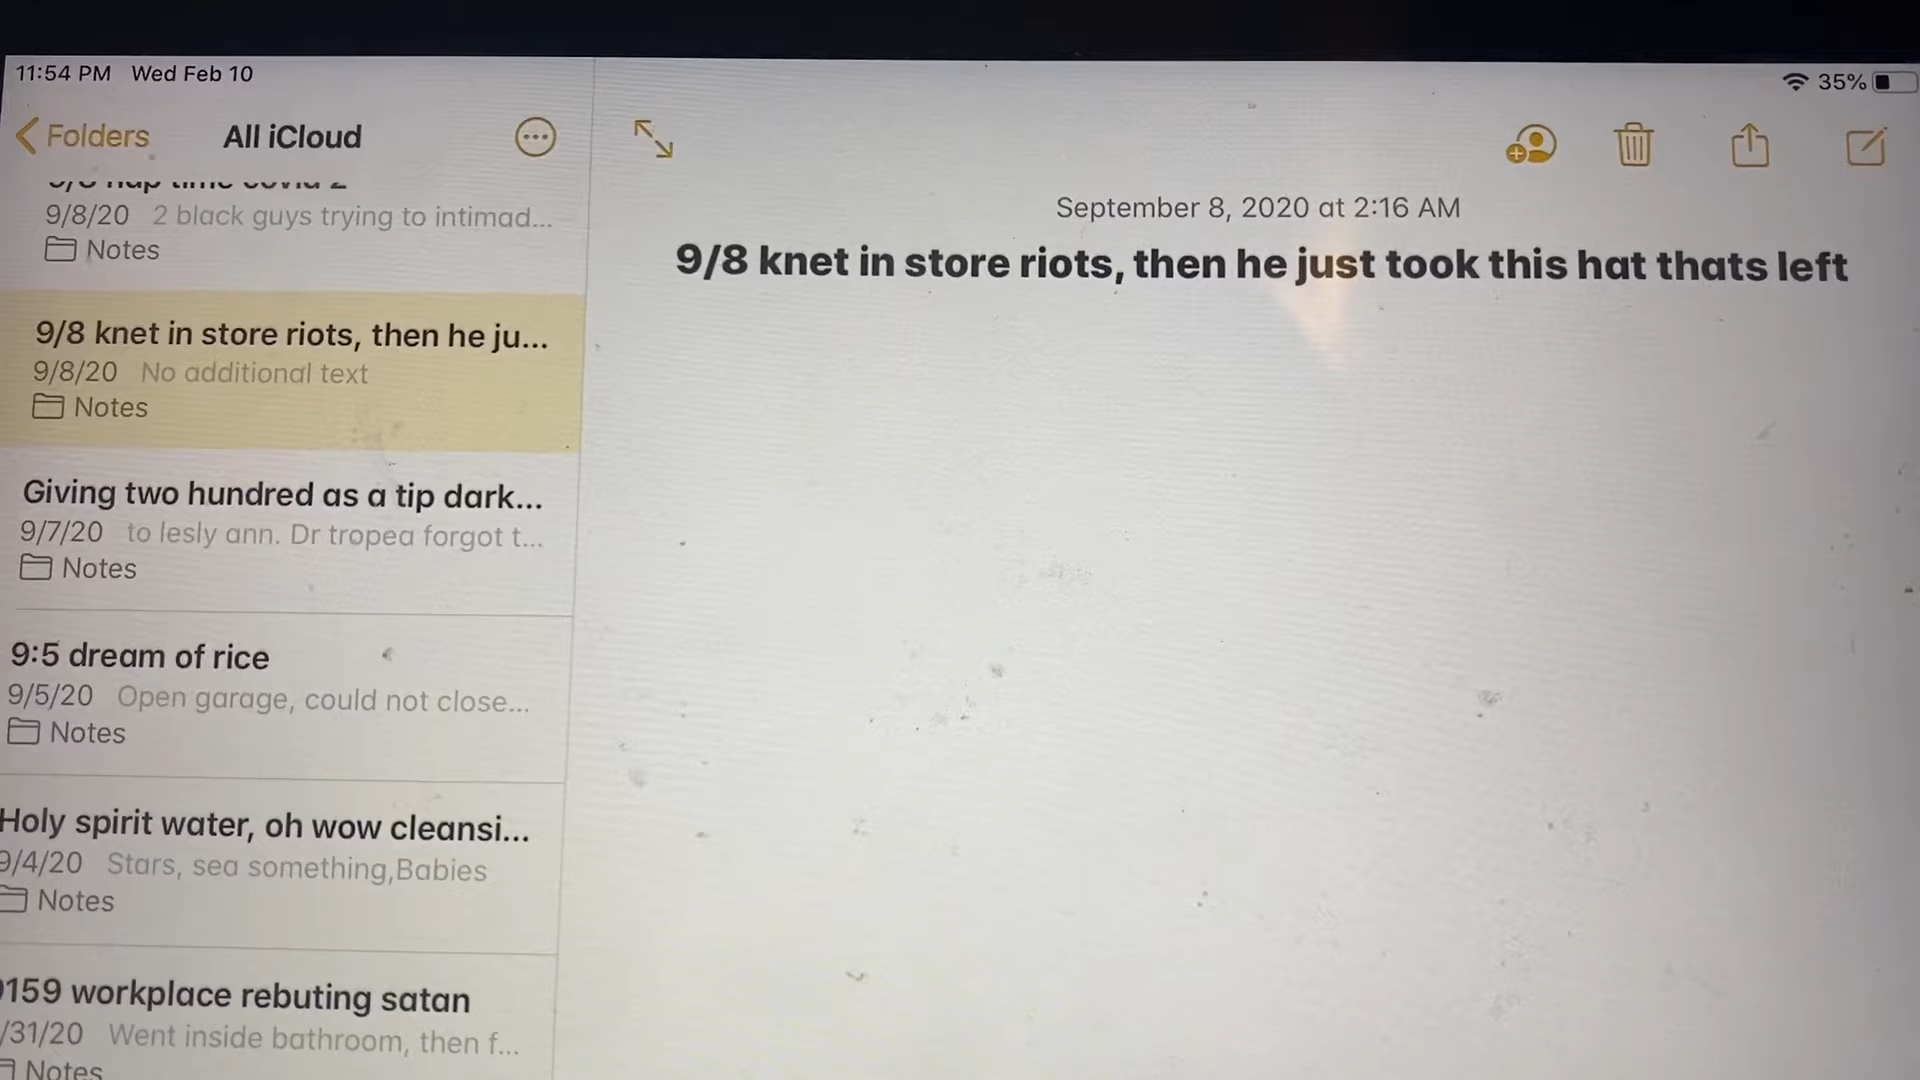 11:54 PM Wed Feb 10
35%
Folders
All iCloud
9/8/20 2 black guys trying to intimad...
Notes
9/8 knet in store riots, then he ju...
9/8/20 No additional text
Notes
Giving two hundred as a tip dark...
9/7/20 to lesly ann. Dr tropea forgot t...
Notes
9:5 dream of rice
9/5/20 Open garage, could not close...
Notes
Holy spirit water, oh wow cleansi...
9/4/20 Stars, sea something,Babies
Notes
159 workplace rebuting satan
/31/20 Went inside bathroom, then f...
Notes
September 8, 2020 at 2:16 AM
9/8 knet in store riots, then he just took this hat thats left